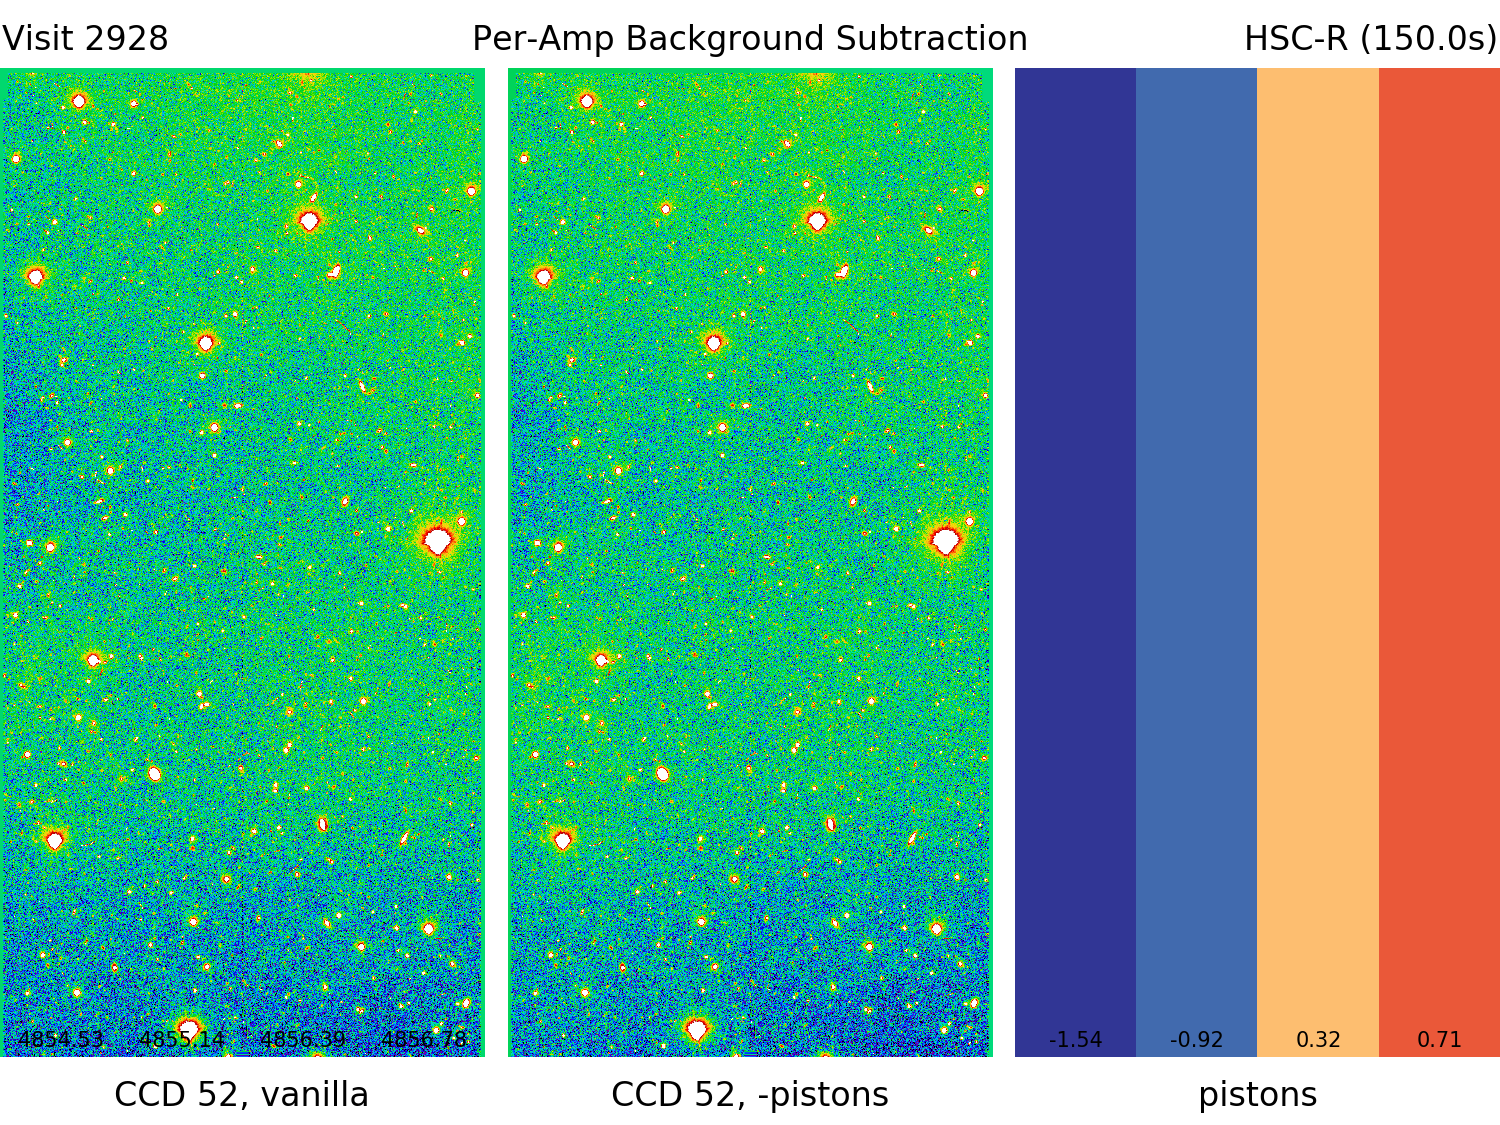 Visit 2928 Per-Amp Background Subtraction HSC-R (150.0s)
4854.53 4855.14 4856.39 4856.78 -1.54 -0.92 0.32 0.71
CCD 52, vanilla CCD 52, -pistons pistons